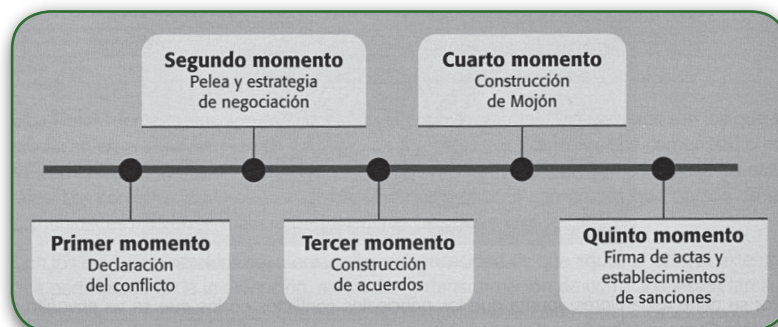 Segundo momento
Pelea y estrategia
de negociación
Cuarto momento
Construcción
de Mojón
Primer momento
Declaración
del conflicto
Tercer momento
Construcción
de acuerdos
Quinto momento
Firma de actas y
establecimientos
de sanciones